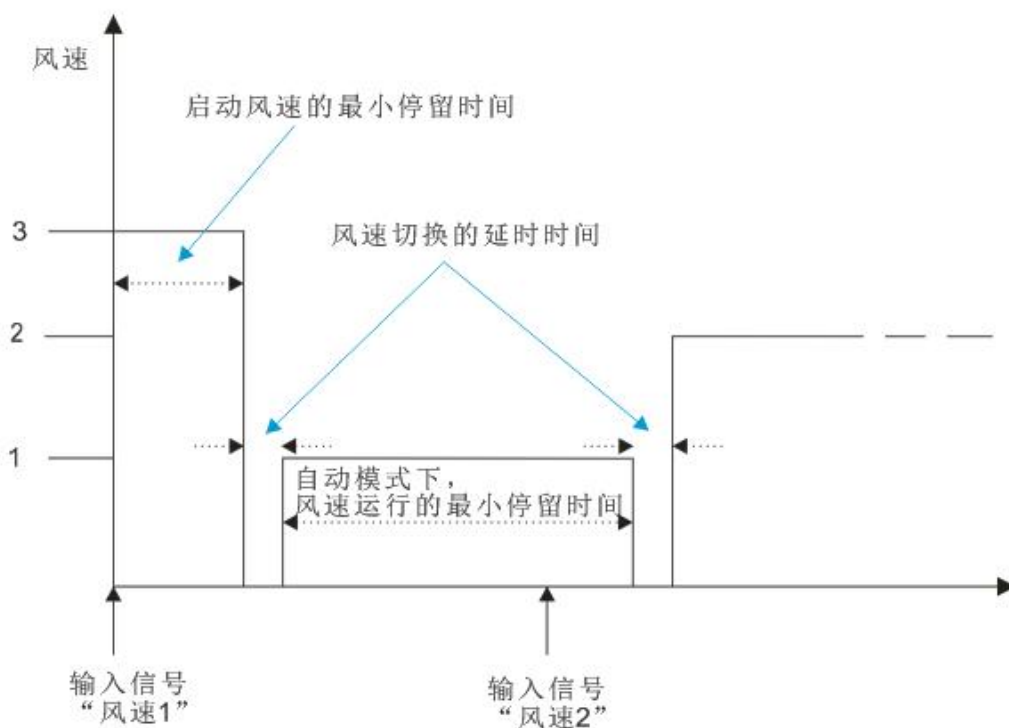 风速
启动风速的最小停留时间
3
风速切换的延时时间
2
1
自动模式下，
风速运行的最小停留时间
输入信号
“风速1”
输入信号
“风速2”